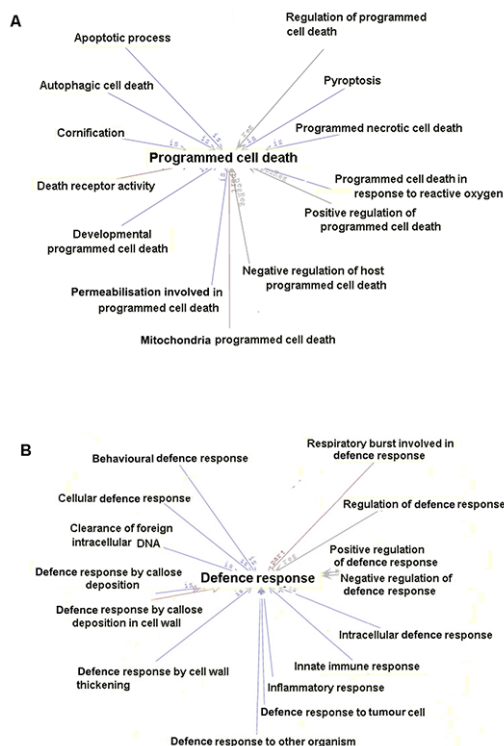 A
Regulation of programmed
cell death
Apoptotic process
Autophagic cell death
Pyroptosis
Cornification
Programmed necrotic cell death
Programmed cell death
Death receptor activity
Programmed cell death in
response to reactive oxygen
Positive regulation of
programmed cell death
Developmental
programmed cell death
Negative regulation of host
programmed cell death
Permeabilisation involved in
programmed cell death
Mitochondria programmed cell death
B
Respiratory burst involved in
defence response
Behavioural defence response
Cellular defence response
Regulation of defence response
Clearance of foreign
intracellular DNA
Positive regulation
of defence response
Defence response
Negative regulation of
defence response
Defence response by callose
deposition
Defence response by callose
deposition in cell wall
Intracellular defence response
Defence response by cell wall
thickening
Innate immune response
Inflammatory response
Defence response to tumour cell
Defence response to other organism